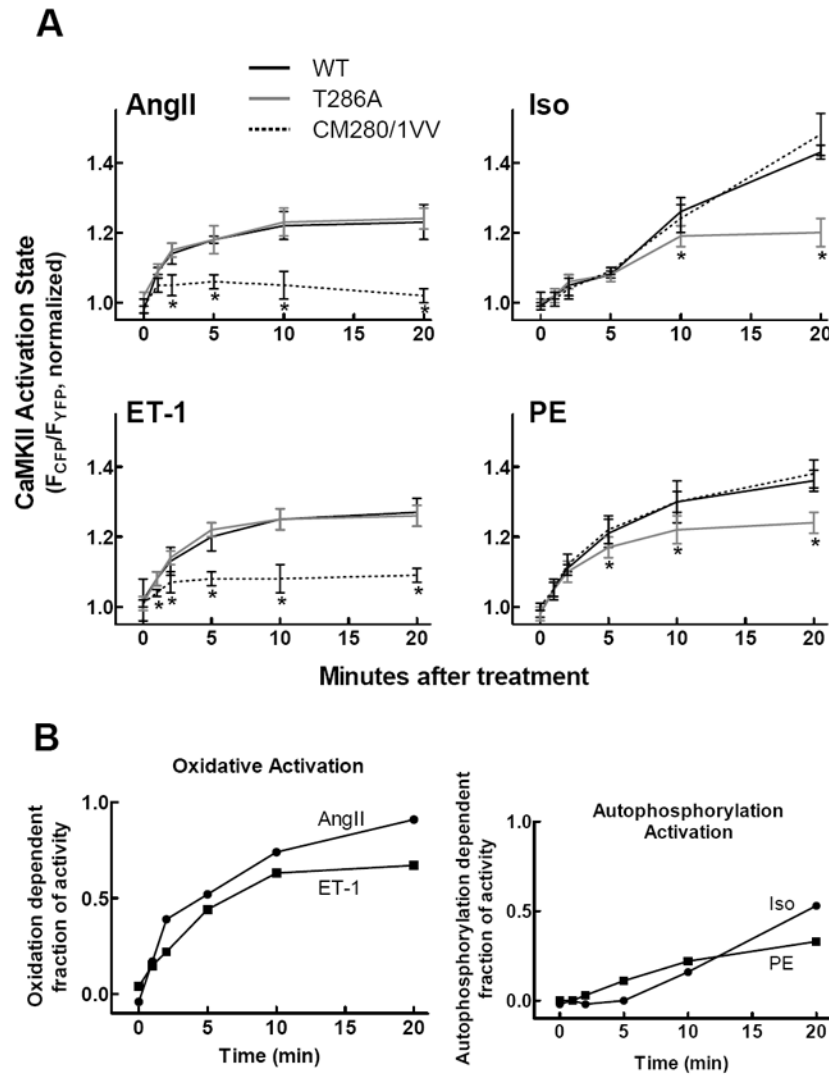 A
WT
T286A
CM280/1VV
AngII
Iso
1.4
1.2
1.0
0 5 10 15 20
*
*
*
*
1.4
1.2
1.0
0 5 10 15 20
*
*
CaMKII Activation State
(F_CFP/F_YFP, normalized)
ET-1
PE
1.4
1.2
1.0
0 5 10 15 20
*
*
*
*
*
1.4
1.2
1.0
0 5 10 15 20
*
*
*
Minutes after treatment
B
Oxidative Activation
Oxidation dependent
fraction of activity
1.0
0.5
0.0
AngII
ET-1
0 5 10 15 20
Time (min)
Autophosphorylation
Activation
Autophosphorylation dependent
fraction of activity
1.0
0.5
0.0
Iso
PE
0 5 10 15 20
Time (min)